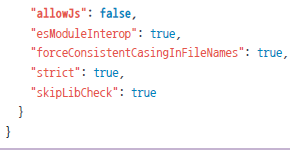 "allowJs": false,
"esModuleInterop": true,
"forceConsistentCasingInFileNames": true,
"strict": true,
"skipLibCheck": true
}
}